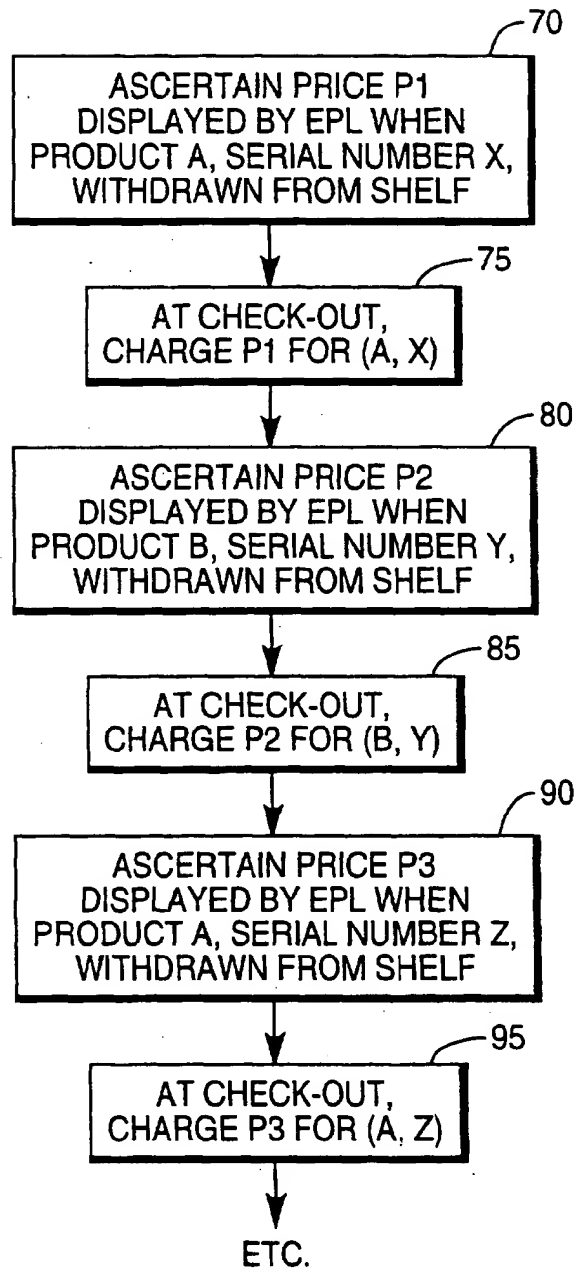 70
ASCERTAIN PRICE P1
DISPLAYED BY EPL WHEN
PRODUCT A, SERIAL NUMBER X,
WITHDRAWN FROM SHELF
75
AT CHECK-OUT,
CHARGE P1 FOR (A, X)
80
ASCERTAIN PRICE P2
DISPLAYED BY EPL WHEN
PRODUCT B, SERIAL NUMBER Y,
WITHDRAWN FROM SHELF
85
AT CHECK-OUT,
CHARGE P2 FOR (B, Y)
90
ASCERTAIN PRICE P3
DISPLAYED BY EPL WHEN
PRODUCT A, SERIAL NUMBER Z,
WITHDRAWN FROM SHELF
95
AT CHECK-OUT,
CHARGE P3 FOR (A, Z)
ETC.